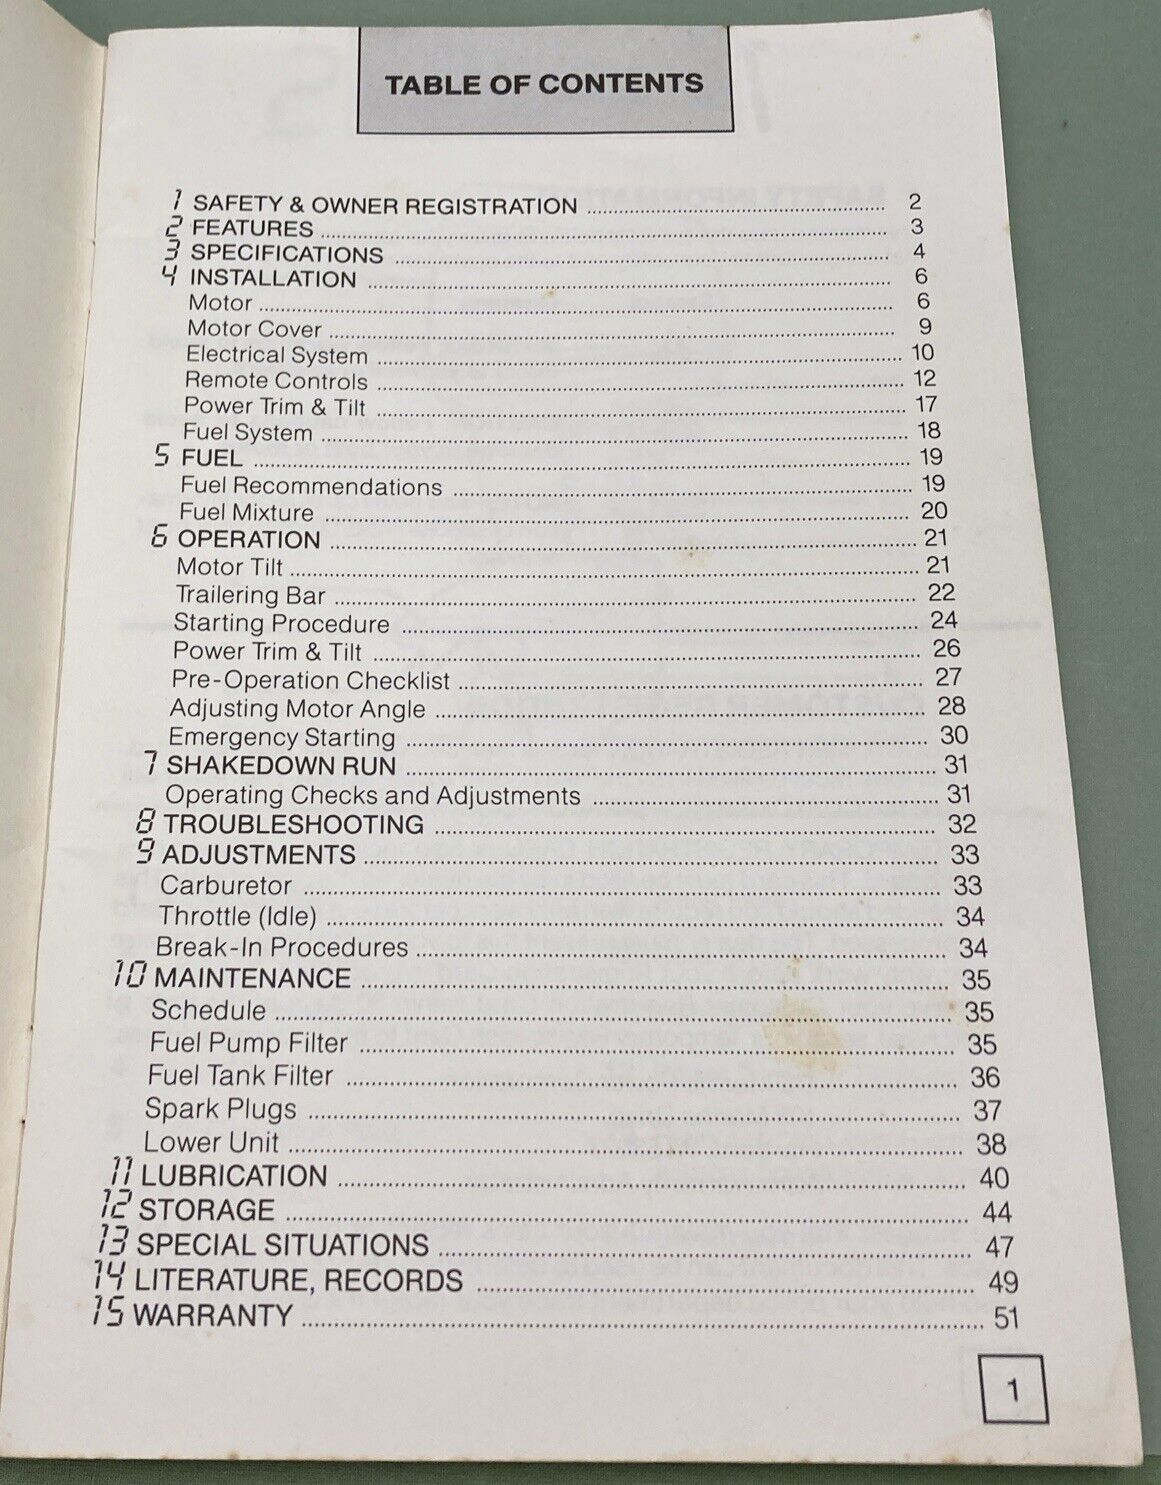 TABLE OF CONTENTS
1 SAFETY & OWNER REGISTRATION ........ 2
2 FEATURES ........ 3
3 SPECIFICATIONS ........ 4
4 INSTALLATION ........ 6
Motor ........ 6
Motor Cover ........ 9
Electrical System ........ 10
Remote Controls ........ 12
Power Trim & Tilt ........ 17
Fuel System ........ 18
5 FUEL ........ 19
Fuel Recommendations ........ 19
Fuel Mixture ........ 20
6 OPERATION ........ 21
Motor Tilt ........ 21
Trailering Bar ........ 22
Starting Procedure ........ 24
Power Trim & Tilt ........ 26
Pre-Operation Checklist ........ 27
Adjusting Motor Angle ........ 28
Emergency Starting ........ 30
7 SHAKEDOWN RUN ........ 31
Operating Checks and Adjustments ........ 31
8 TROUBLESHOOTING ........ 32
9 ADJUSTMENTS ........ 33
Carburetor ........ 33
Throttle (Idle) ........ 34
Break-In Procedures ........ 34
10 MAINTENANCE ........ 35
Schedule ........ 35
Fuel Pump Filter ........ 35
Fuel Tank Filter ........ 36
Spark Plugs ........ 37
Lower Unit ........ 38
11 LUBRICATION ........ 40
12 STORAGE ........ 44
13 SPECIAL SITUATIONS ........ 47
14 LITERATURE, RECORDS ........ 49
15 WARRANTY ........ 51
1